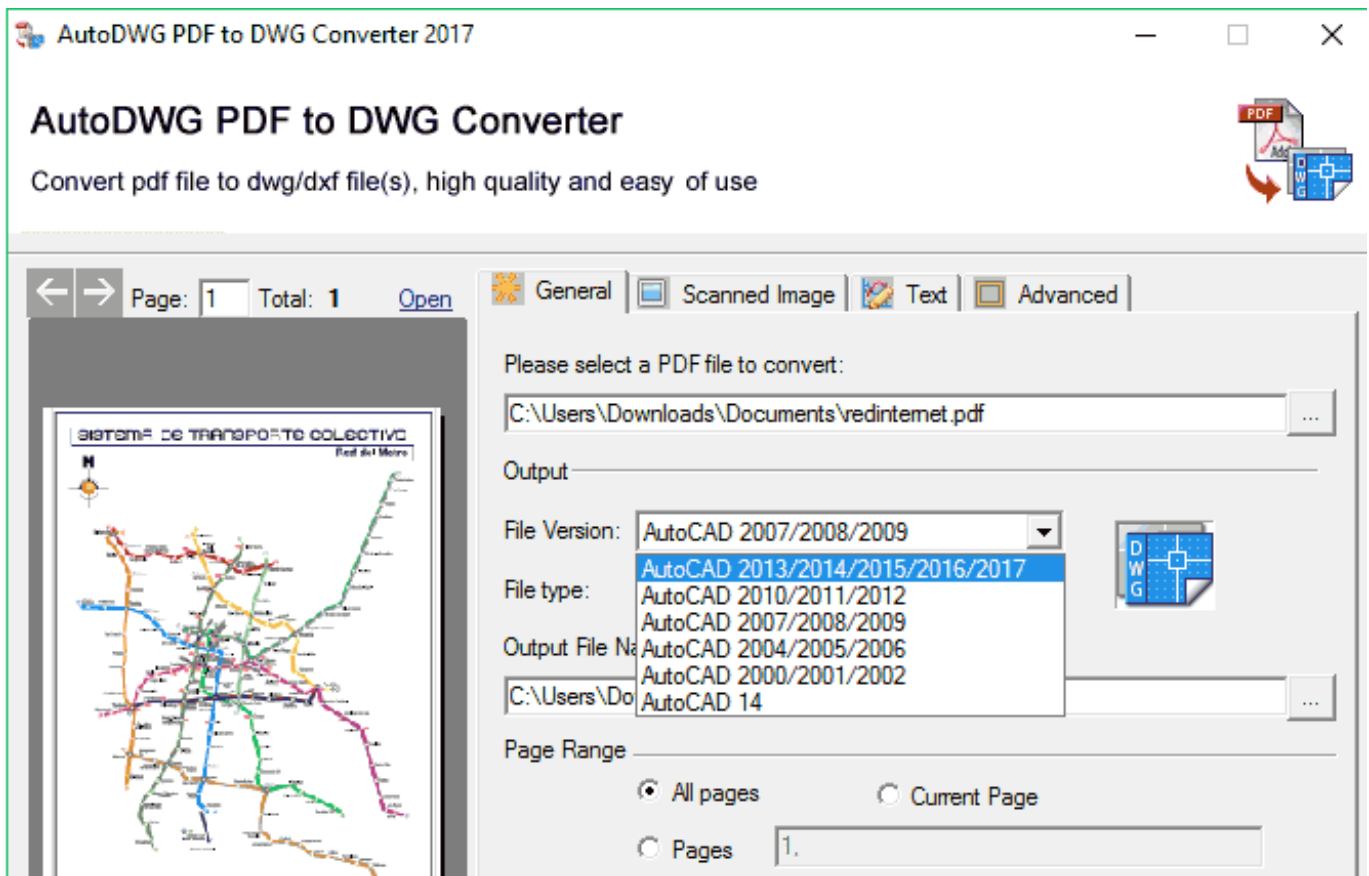 AutoDWG PDF to DWG Converter 2017
AutoDWG PDF to DWG Converter
Convert pdf file to dwg/dxf file(s), high quality and easy of use
PDF
Add
DWG
Page: 1 Total: 1 Open
General Scanned Image Text Advanced
SISTEMA DE TRANSPORTE COLECTIVO
Red del Metro
N
Please select a PDF file to convert:
C:\Users\Downloads\Documents\redinternet.pdf ...
Output
File Version: AutoCAD 2007/2008/2009
DWG
AutoCAD 2013/2014/2015/2016/2017
File type:
AutoCAD 2010/2011/2012
AutoCAD 2007/2008/2009
Output File Na
AutoCAD 2004/2005/2006
AutoCAD 2000/2001/2002
C:\Users\Do ...
AutoCAD 14
Page Range
All pages Current Page
Pages 1,